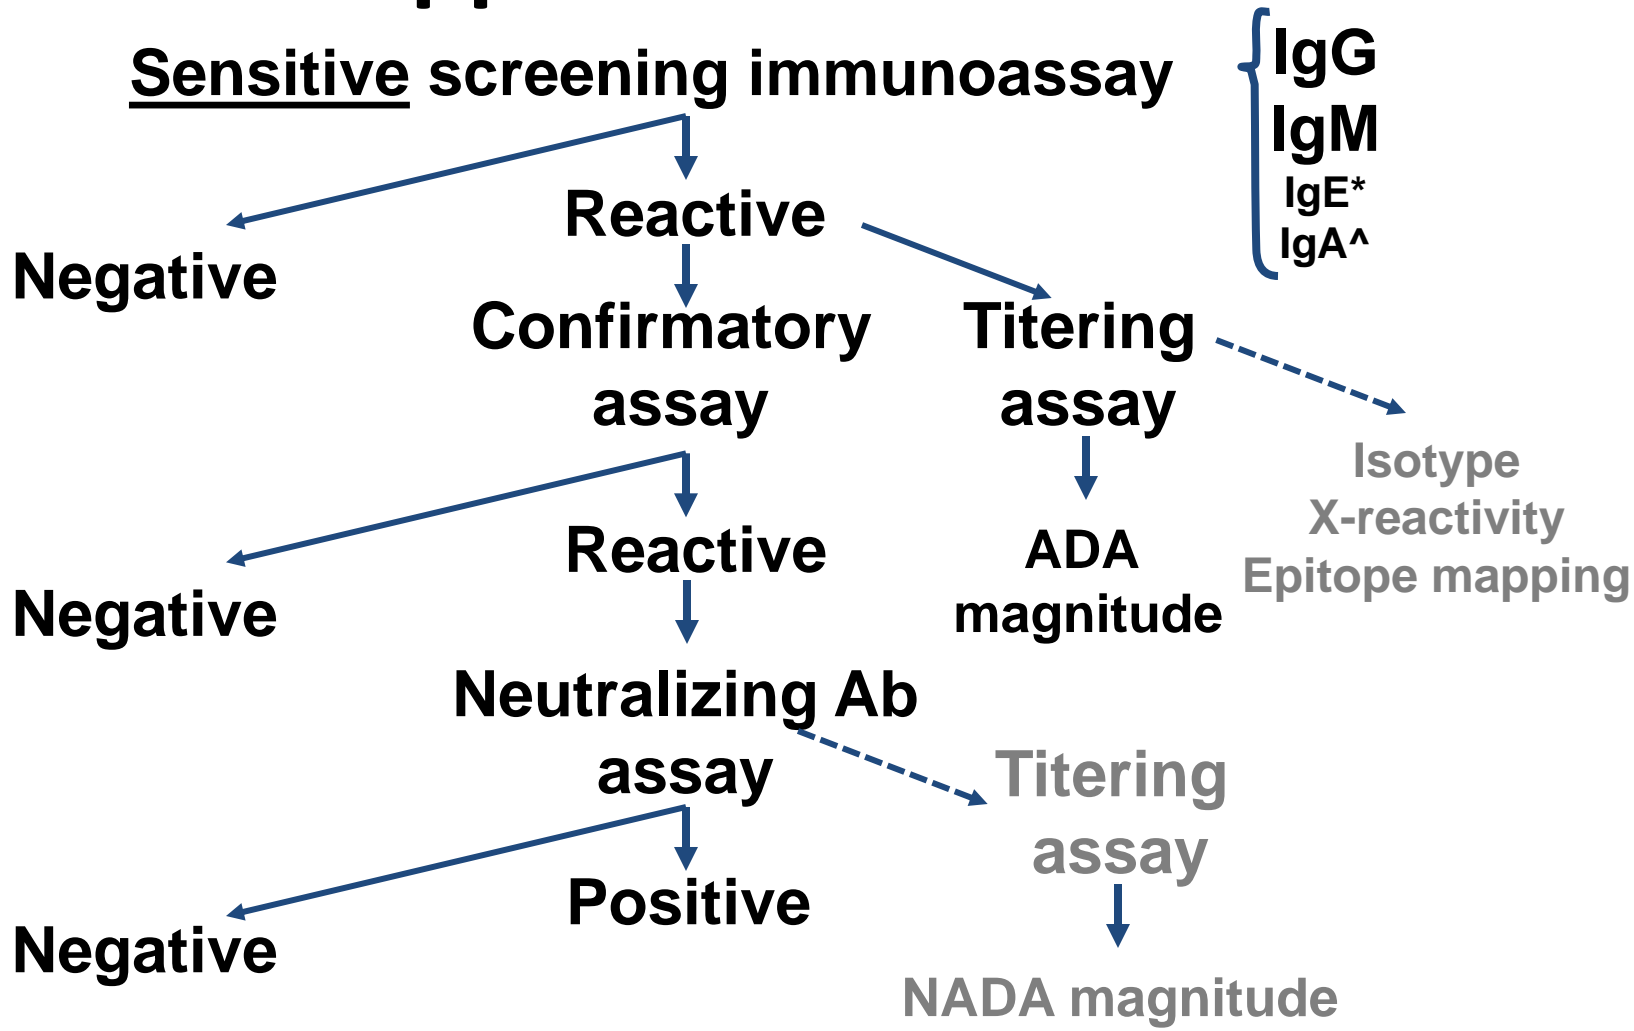 Sensitive screening immunoassay
IgG
IgM
IgE*
IgA^
Reactive
Negative
Confirmatory
assay
Titering
assay
Isotype
X-reactivity
Epitope mapping
Reactive
Negative
ADA
magnitude
Neutralizing Ab
assay
Titering
assay
Positive
Negative
NADA magnitude